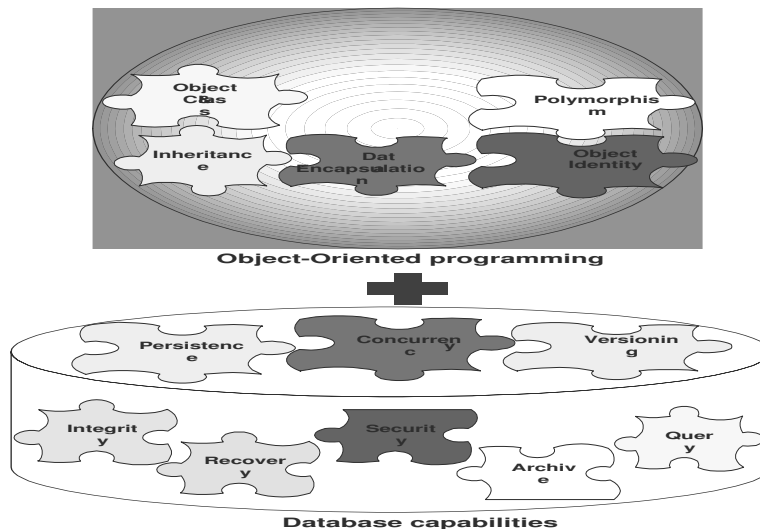 Object
& Clas
s
Polymorphis
m
Inheritanc
e
Dat
a
Encapsulatio
n
Object
Identity
Object-Oriented programming
Persistenc
e
Concurren
c y
Versionin
g
Integrit
y
Recover
y
Securit
y
Archiv
e
Quer
y
Database capabilities